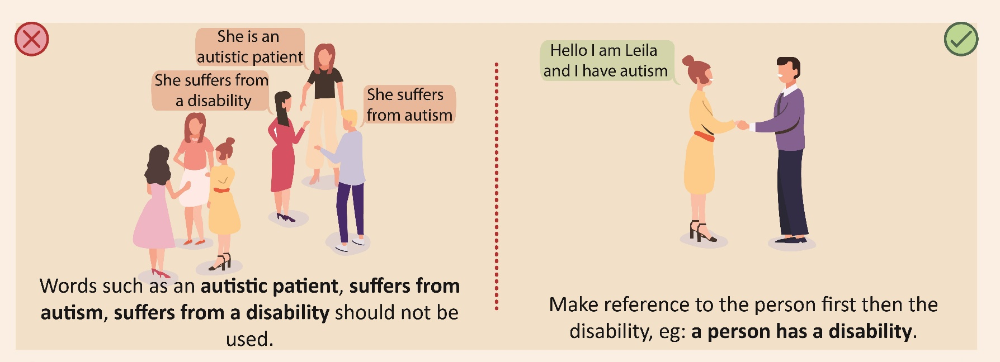 She is an
autistic patient
She suffers from
a disability
She suffers
from autism
Words such as an autistic patient, suffers from
autism, suffers from a disability should not be
used.
Hello I am Leila
and I have autism
Make reference to the person first then the
disability, eg: a person has a disability.